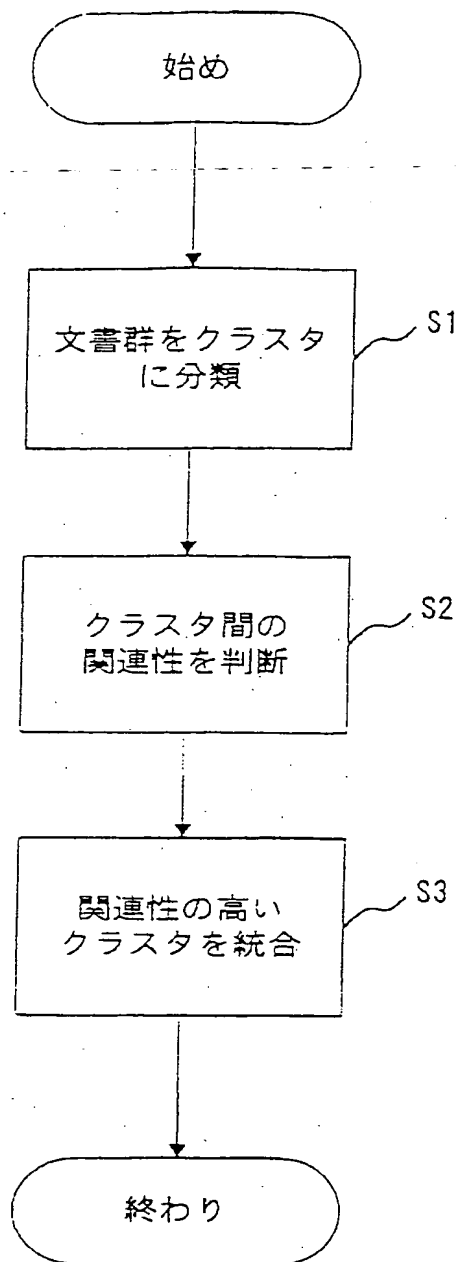 始め
文書群をクラスタ
に分類
S1
クラスタ間の
関連性を判断
S2
関連性の高い
クラスタを統合
S3
終わり